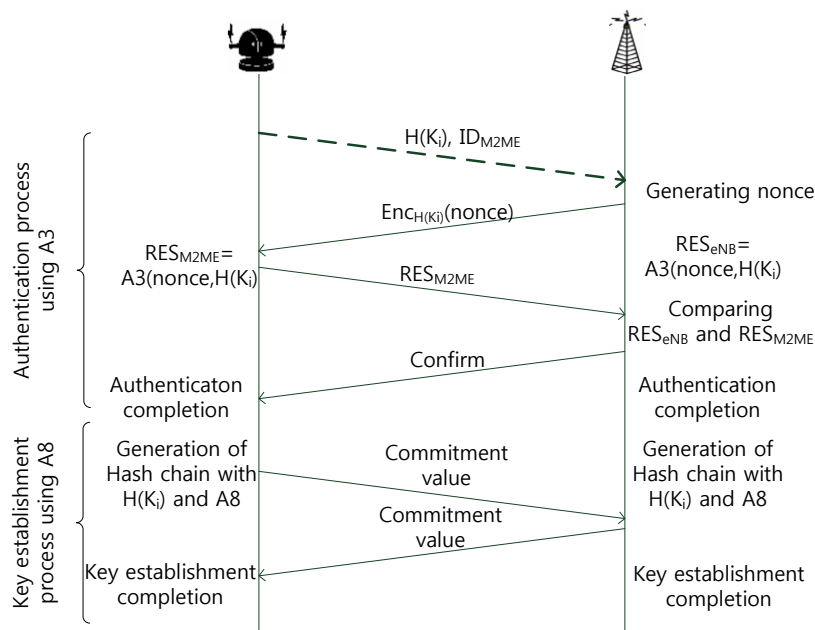 Authentication process
using A3
H(Ki), IDM2ME
Generating nonce
EncH(Ki)(nonce)
RESM2ME=
A3(nonce,H(Ki)
RESeNB=
A3(nonce,H(Ki)
RESM2ME
Comparing
RESeNB and RESM2ME
Confirm
Authenticaton
completion
Authentication
completion
Key establishment
process using A8
Generation of
Hash chain with
H(Ki) and A8
Commitment
value
Generation of
Hash chain with
H(Ki) and A8
Commitment
value
Key establishment
completion
Key establishment
completion